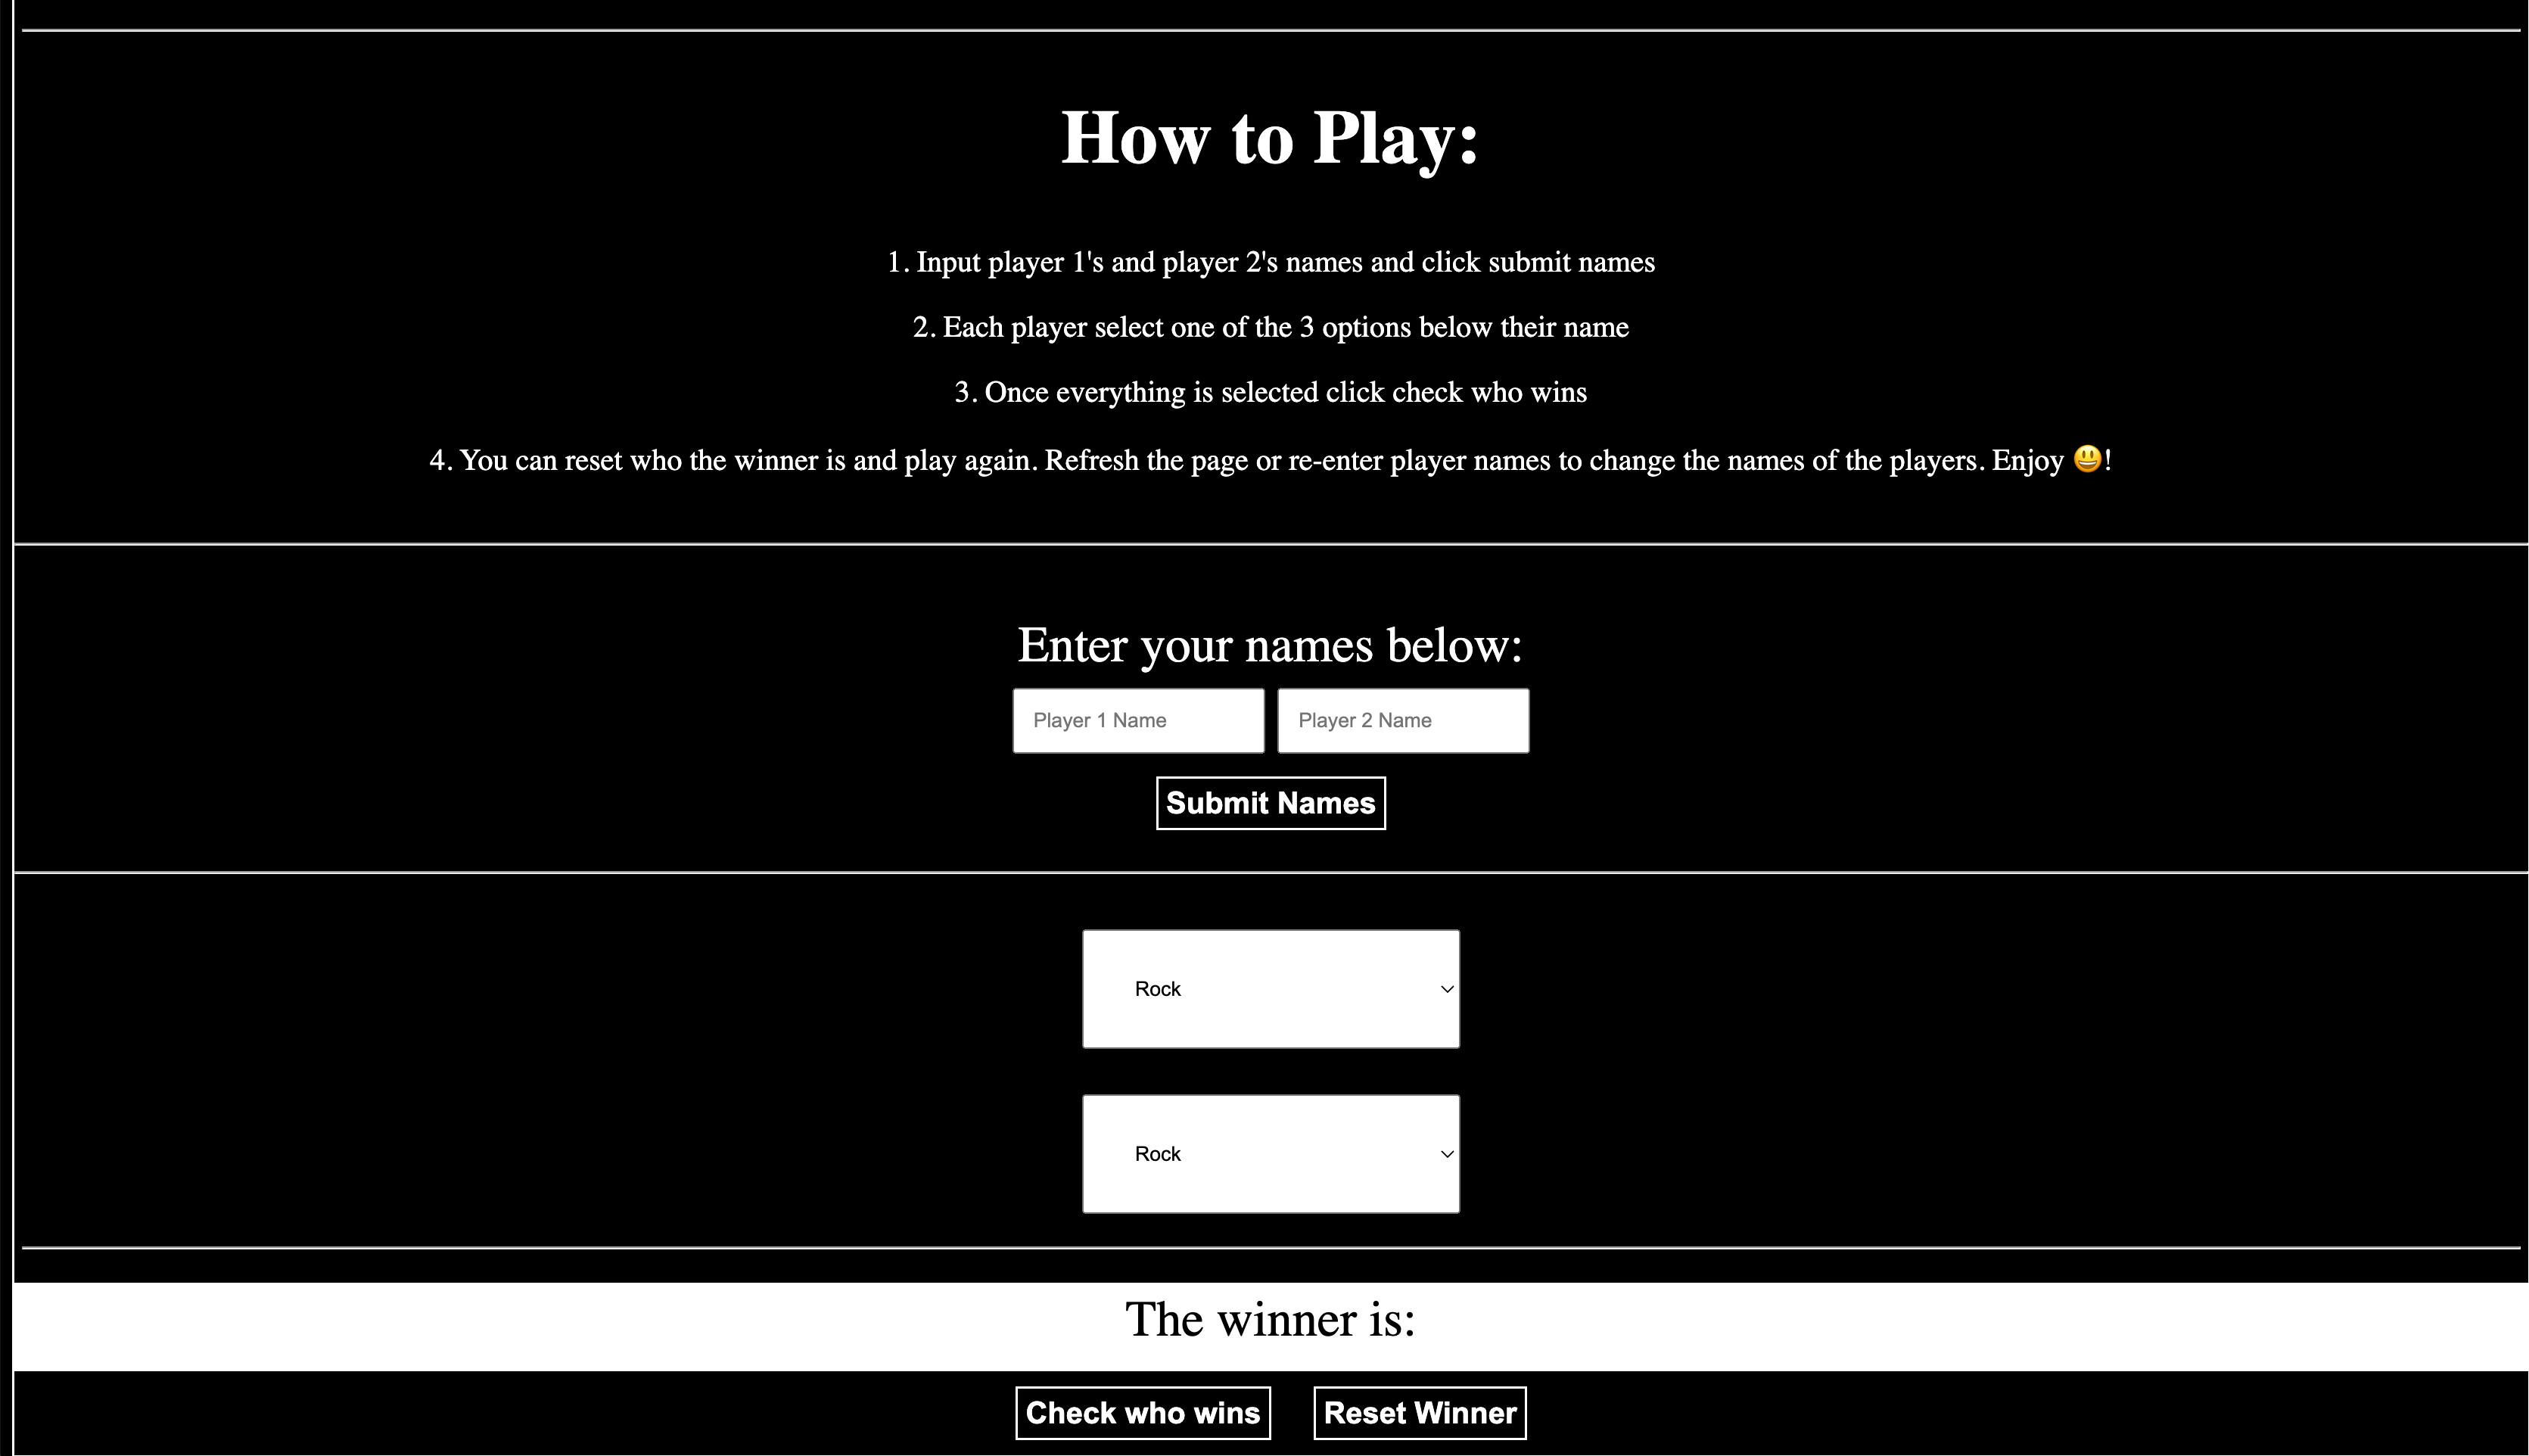 How to Play:
1. Input player 1's and player 2's names and click submit names
2. Each player select one of the 3 options below their name
3. Once everything is selected click check who wins
4. You can reset who the winner is and play again. Refresh the page or re-enter player names to change the names of the players. Enjoy 😃!
Enter your names below:
Player 1 Name Player 2 Name
Submit Names
Rock
Rock
The winner is:
Check who wins Reset Winner